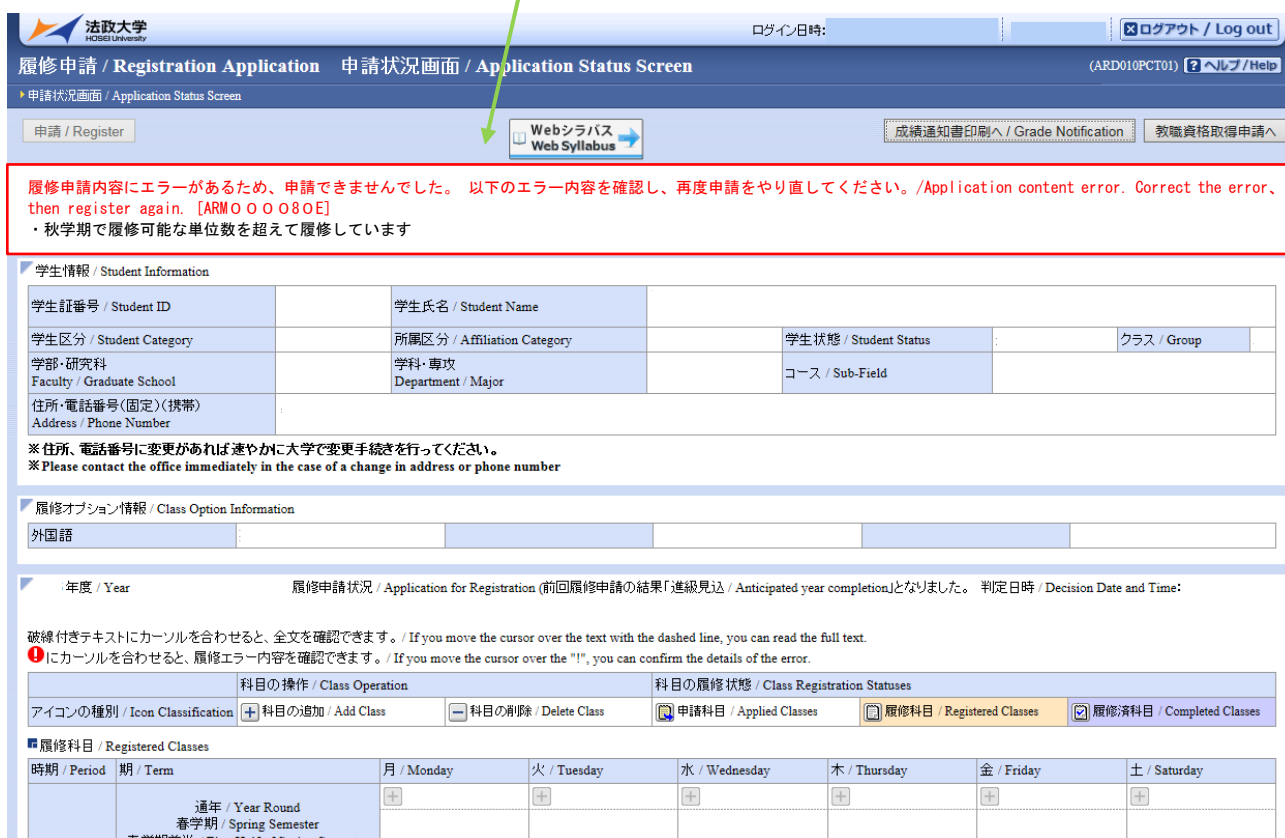 法政大学
HOSEI University
ログイン日時:
ログアウト / Log out
履修申請 / Registration Application 申請状況画面 / Application Status Screen
(ARD010PCT01) ヘルプ/Help
申請状況画面 / Application Status Screen
申請 / Register
Webシラバス
Web Syllabus
成績通知書印刷へ / Grade Notification
教職資格取得申請へ
履修申請内容にエラーがあるため、申請できませんでした。 以下のエラー内容を確認し、再度申請をやり直してください。/Application content error. Correct the error、
then register again. [ARM００００８０E]
・秋学期で履修可能な単位数を超えて履修しています
学生情報 / Student Information
学生証番号 / Student ID 学生氏名 / Student Name
学生区分 / Student Category 所属区分 / Affiliation Category 学生状態 / Student Status クラス / Group
学部・研究科
Faculty / Graduate School
学科・専攻
Department / Major
コース / Sub-Field
住所・電話番号(固定)(携帯)
Address / Phone Number
※住所、電話番号に変更があれば速やかに大学で変更手続きを行ってください。
※Please contact the office immediately in the case of a change in address or phone number
履修オプション情報 / Class Option Information
外国語
年度 / Year 履修申請状況 / Application for Registration (前回履修申請の結果「進級見込 / Anticipated year completion」となりました。 判定日時 / Decision Date and Time:
破線付きテキストにカーソルを合わせると、全文を確認できます。/ If you move the cursor over the text with the dashed line, you can read the full text.
!にカーソルを合わせると、履修エラー内容を確認できます。/ If you move the cursor over the "!", you can confirm the details of the error.
科目の操作 / Class Operation 科目の履修状態 / Class Registration Statuses
アイコンの種別 / Icon Classification + 科目の追加 / Add Class − 科目の削除 / Delete Class 申請科目 / Applied Classes 履修科目 / Registered Classes 履修済科目 / Completed Classes
履修科目 / Registered Classes
時期 / Period 期 / Term 月 / Monday 火 / Tuesday 水 / Wednesday 木 / Thursday 金 / Friday 土 / Saturday
+ + + + + +
通年 / Year Round
春学期 / Spring Semester